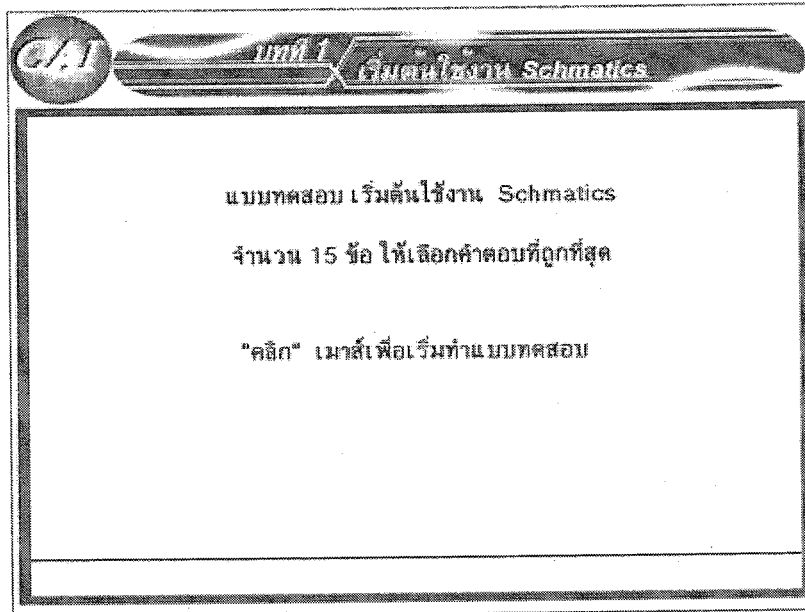 CAI
บทที่ 1
เริ่มต้นใช้งาน Schmatics
แบบทดสอบ เริ่มต้นใช้งาน Schmatics
จำนวน 15 ข้อ ให้เลือกคำตอบที่ถูกที่สุด
"คลิก" เมาส์เพื่อเริ่มทำแบบทดสอบ